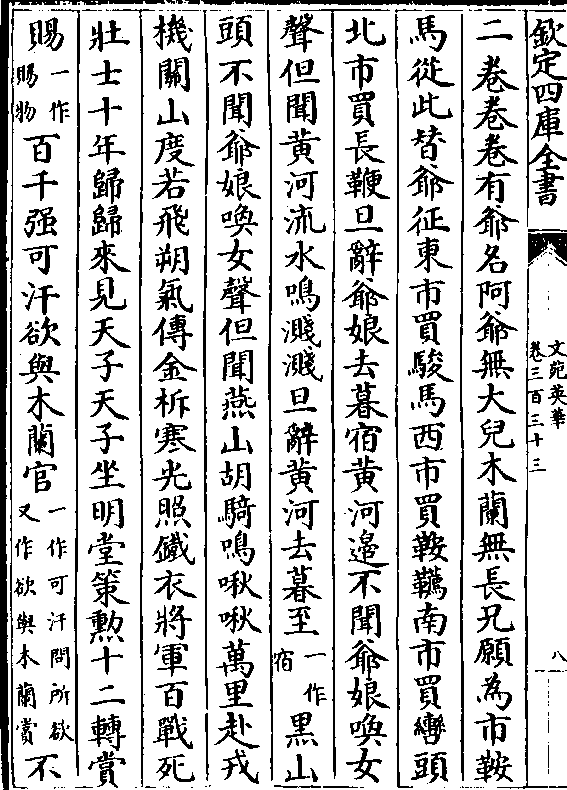 欽定四庫全書
文苑英華
卷三百三十三
八
二卷卷卷有爺名阿爺無大兒木蘭無長兄願為市鞍
馬從此替爺征東市買駿馬西市買鞍韉南市買轡頭
北市買長鞭旦辭爺娘去暮宿黄河邉不聞爺娘喚女
聲但聞黄河流水鳴濺濺旦辭黄河去暮至一作宿黒山
頭不聞爺娘喚女聲但聞燕山胡騎鳴啾啾萬里赴戎
機關山度若飛朔氣傳金柝寒光照鐵衣將軍百戰死
壯士十年歸歸來見天子天子坐明堂策勲十二轉賞
賜一作賜物百千强可汗欲與木蘭官一作可汗問所欲又作欲與木蘭賞不